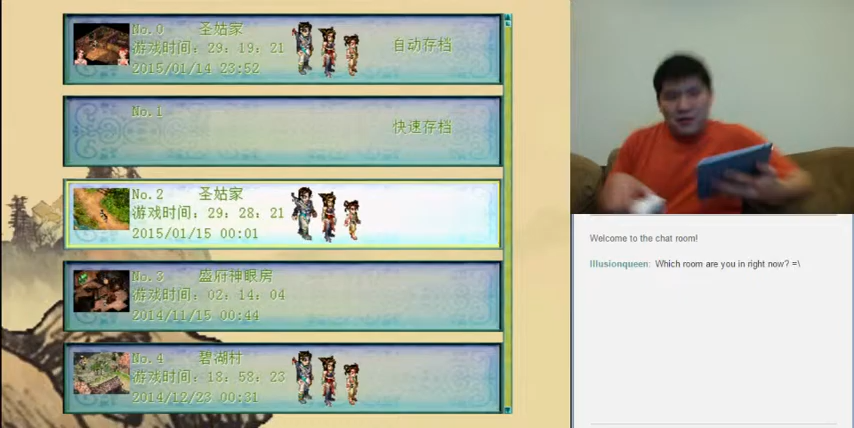 No.0 圣姑家
游戏时间：29：19：21
2015/01/14 23:52
自动存档
No.1
快速存档
No.2 圣姑家
游戏时间：29：28：21
2015/01/15 00:01
No.3 盛府神眼房
游戏时间：02：14：04
2014/11/15 00:44
No.4 碧湖村
游戏时间：18：58：23
2014/12/23 00:31
Welcome to the chat room!
Illusionqueen: Which room are you in right now? =\